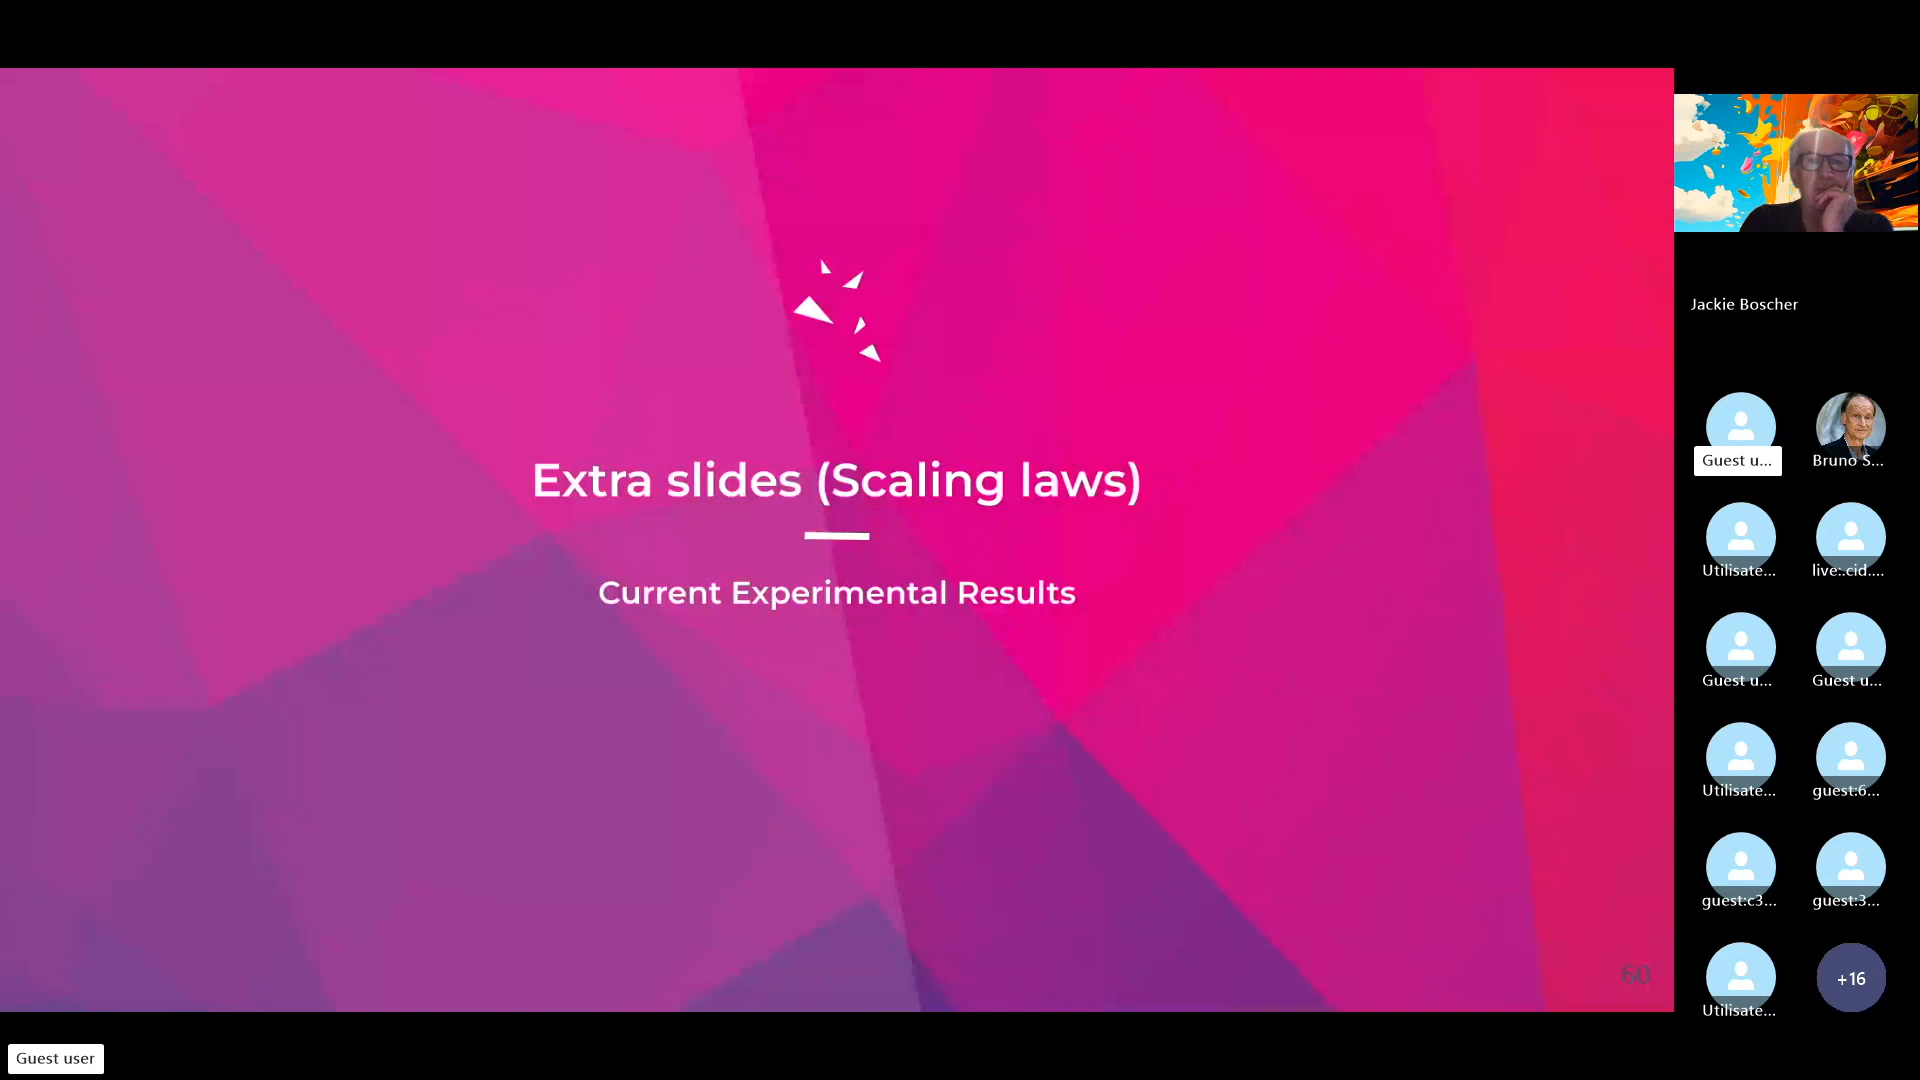 Extra slides (Scaling laws)
Current Experimental Results
60
Jackie Boscher
Guest u...
Bruno S...
Utilisate...
live:.cid....
Guest u...
Guest u...
Utilisate...
guest:6...
guest:c3...
guest:3...
Utilisate...
+16
Guest user